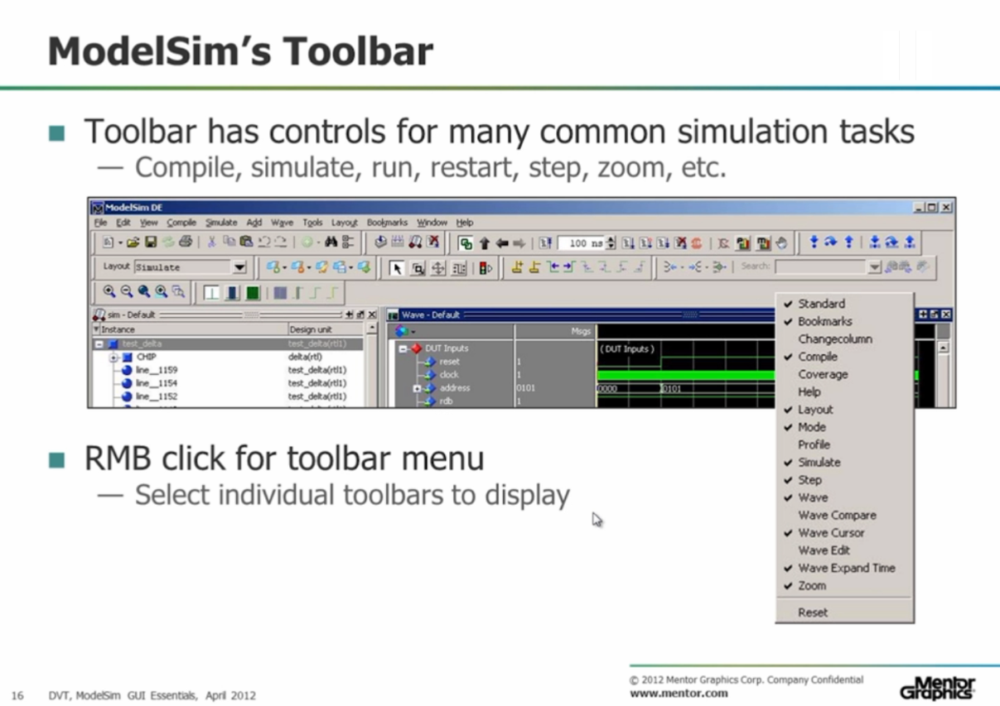 ModelSim's Toolbar
Toolbar has controls for many common simulation tasks
— Compile, simulate, run, restart, step, zoom, etc.
ModelSim DE
File Edit View Compile Simulate Add Wave Tools Layout Bookmarks Window Help
100 ns
Layout Simulate
Search:
sim - Default
Wave - Default
Instance Design unit
Msgs
test_delta test_delta(rtl1)
CHIP delta(rtl)
line__1159 test_delta(rtl1)
line__1154 test_delta(rtl1)
line__1152 test_delta(rtl1)
DUT Inputs ( DUT Inputs )
reset 1
clock 1
address 0101 0000 0101
rdb 1
Standard
Bookmarks
Changecolumn
Compile
Coverage
Help
Layout
Mode
Profile
Simulate
Step
Wave
Wave Compare
Wave Cursor
Wave Edit
Wave Expand Time
Zoom
Reset
RMB click for toolbar menu
— Select individual toolbars to display
16 DVT, ModelSim GUI Essentials, April 2012
© 2012 Mentor Graphics Corp. Company Confidential
www.mentor.com
Mentor
Graphics